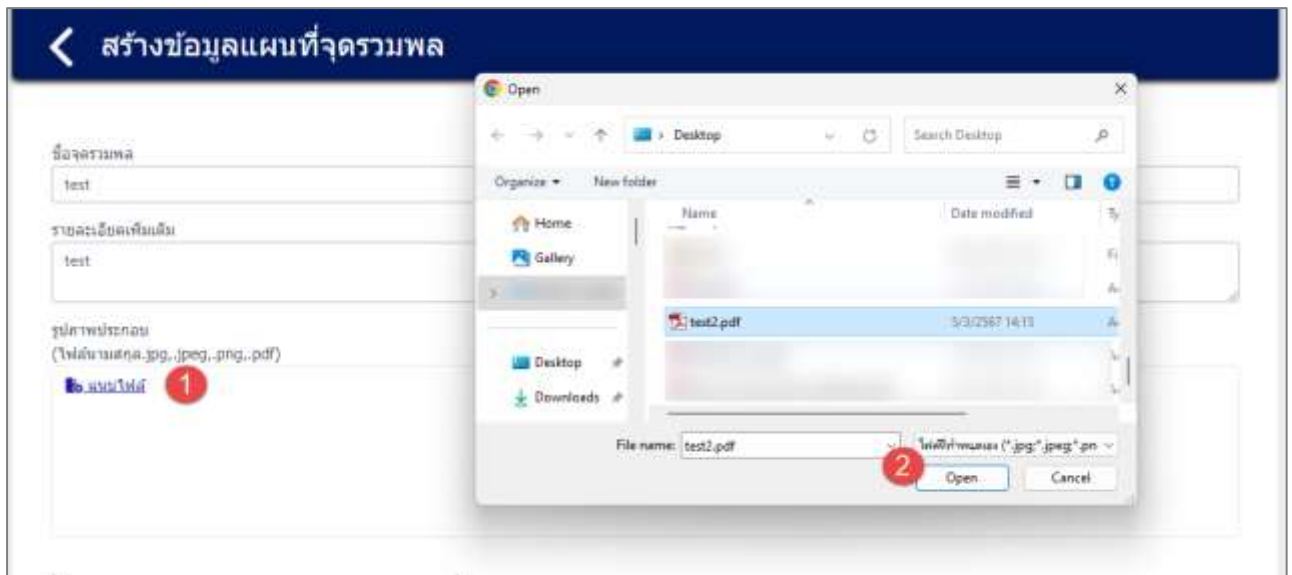 สร้างข้อมูลแผนที่จุดรวมพล
Open
Desktop
Search Desktop
ชื่อจุดรวมพล
test
Organize
New folder
Name
Date modified
Home
รายละเอียดเพิ่มเติม
test
Gallery
รูปภาพประกอบ
(ไฟล์นามสกุล.jpg,.jpeg,.png,.pdf)
test2.pdf
5/3/2567 14:13
แนบไฟล์
1
Desktop
Downloads
File name:
test2.pdf
(*.jpg;*.jpeg;*.pn
2
Open
Cancel